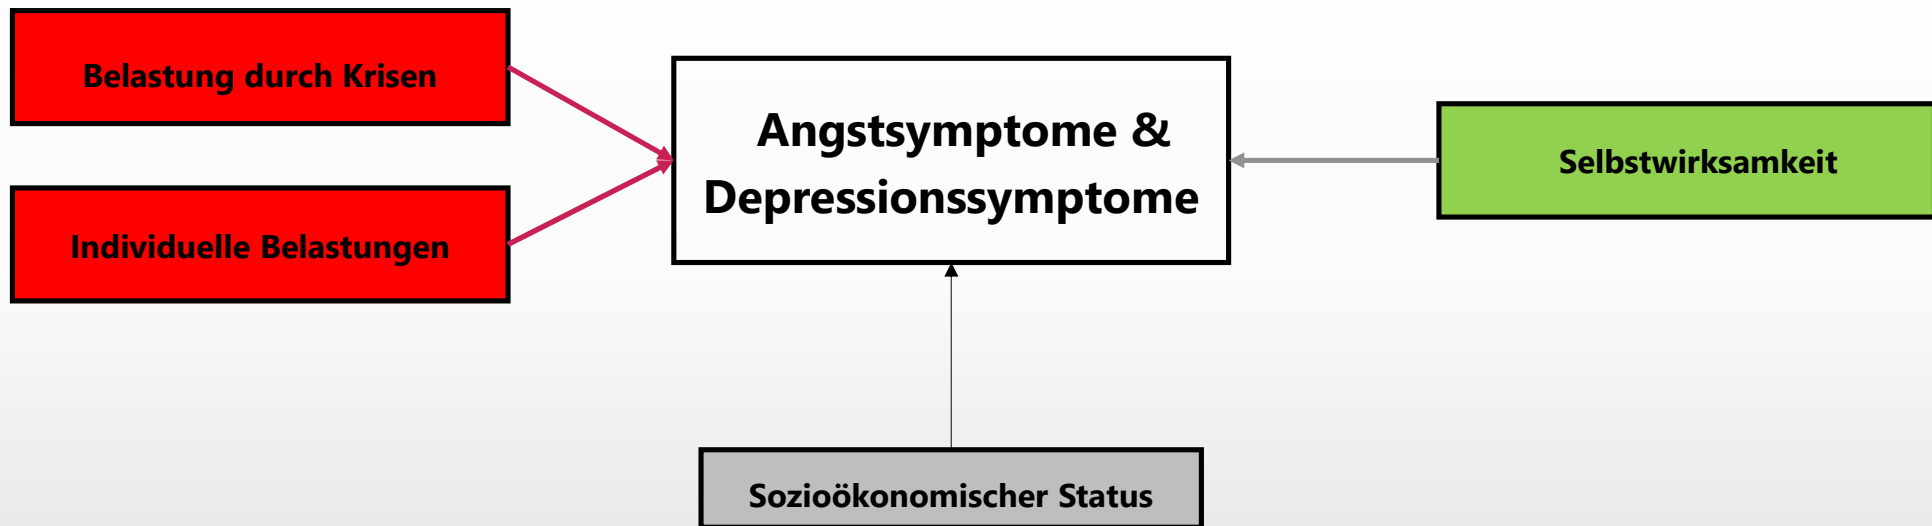 Belastung durch Krisen
Individuelle Belastungen
Angstsymptome &
Depressionssymptome
Selbstwirksamkeit
Sozioökonomischer Status